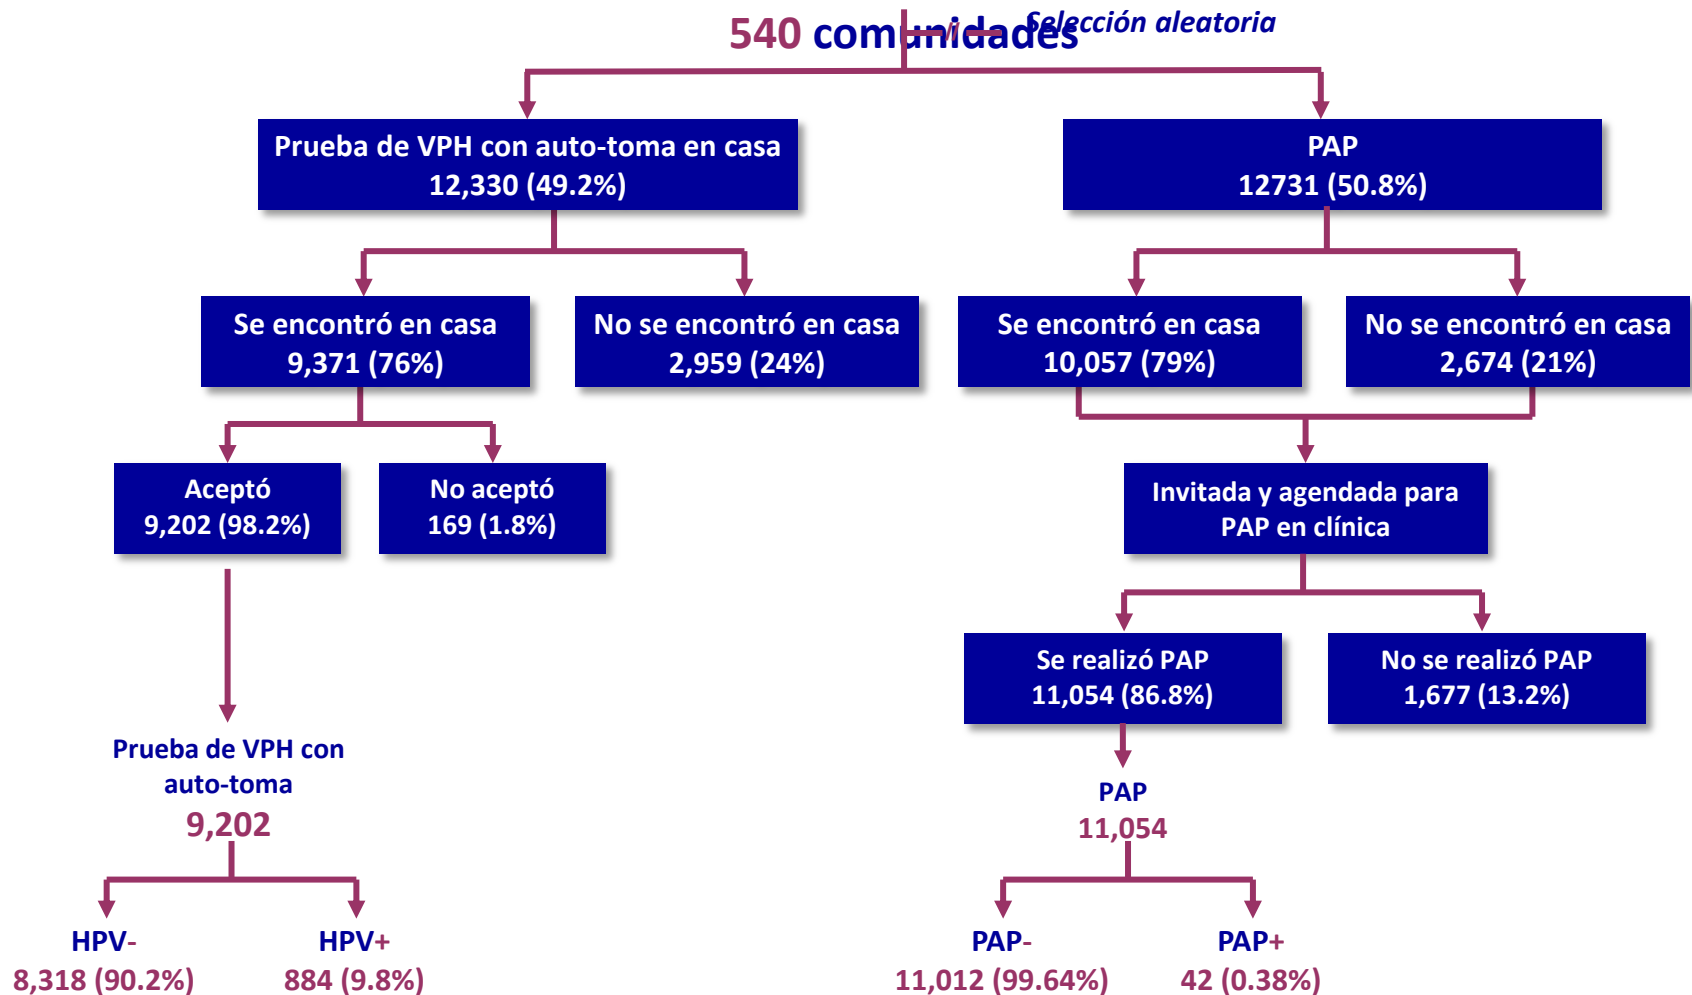 540 comunidades
Selección aleatoria
Prueba de VPH con auto-toma en casa
12,330 (49.2%)
PAP
12731 (50.8%)
Se encontró en casa
9,371 (76%)
No se encontró en casa
2,959 (24%)
Se encontró en casa
10,057 (79%)
No se encontró en casa
2,674 (21%)
Aceptó
9,202 (98.2%)
No aceptó
169 (1.8%)
Invitada y agendada para
PAP en clínica
Se realizó PAP
11,054 (86.8%)
No se realizó PAP
1,677 (13.2%)
Prueba de VPH con
auto-toma
9,202
PAP
11,054
HPV-
8,318 (90.2%)
HPV+
884 (9.8%)
PAP-
11,012 (99.64%)
PAP+
42 (0.38%)